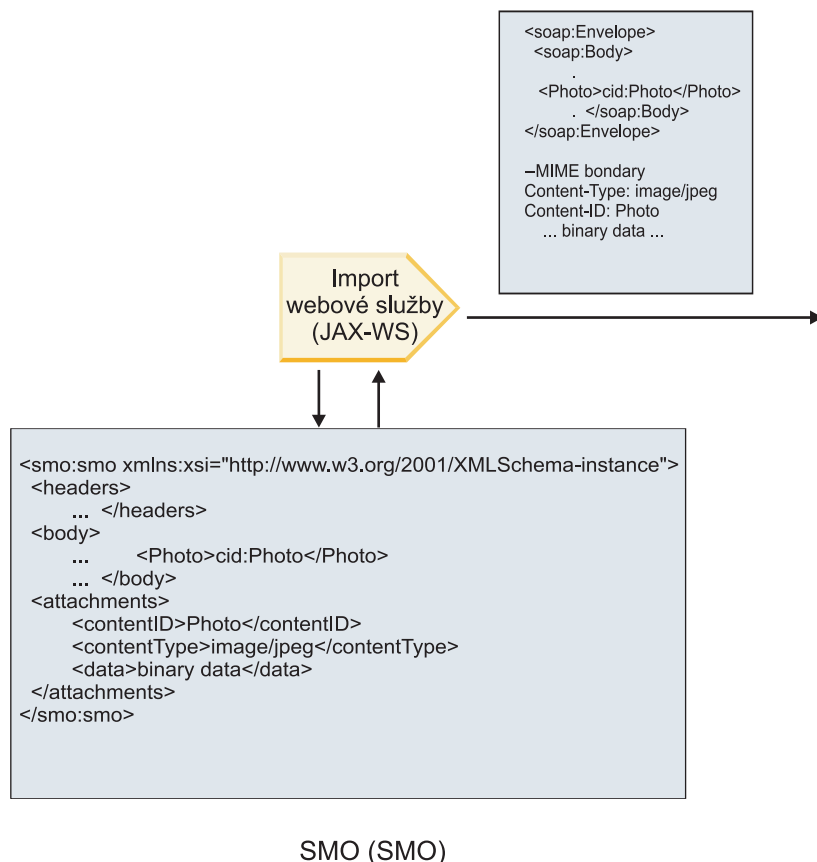 <soap:Envelope>
<soap:Body>
.
<Photo>cid:Photo</Photo>
. </soap:Body>
</soap:Envelope>
–MIME bondary
Content-Type: image/jpeg
Content-ID: Photo
... binary data ...
Import
webové služby
(JAX-WS)
<smo:smo xmlns:xsi="http://www.w3.org/2001/XMLSchema-instance">
<headers>
... </headers>
<body>
... <Photo>cid:Photo</Photo>
... </body>
<attachments>
<contentID>Photo</contentID>
<contentType>image/jpeg</contentType>
<data>binary data</data>
</attachments>
</smo:smo>
SMO (SMO)